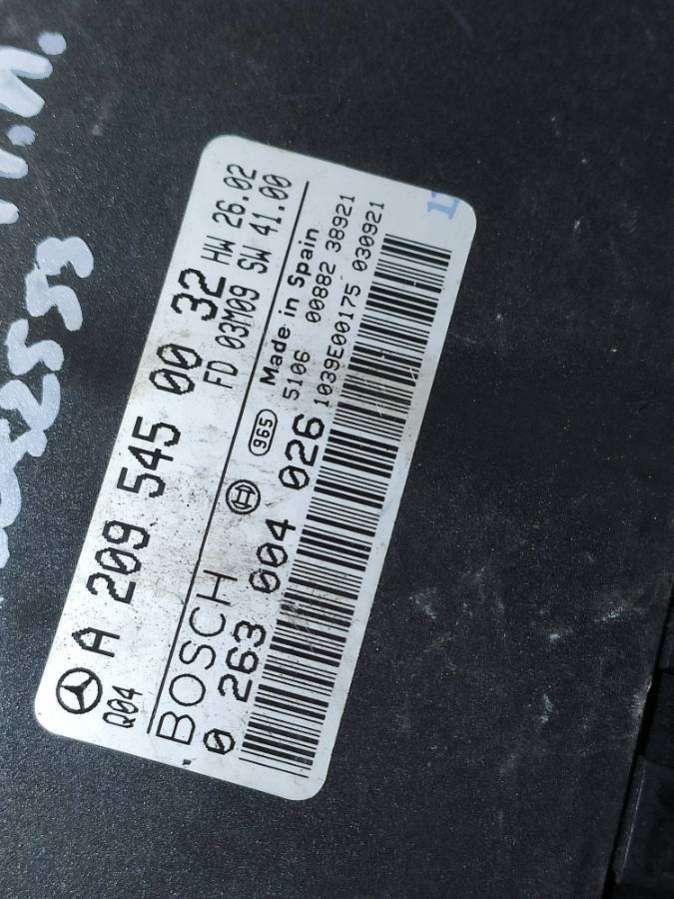 A 209 545 00 32 HW 26.02
Q04 FD 03M09 SW 41.00
BOSCH 965 Made in Spain
5106 00882 38921
0 263 004 026 1039E00175 030921
2553